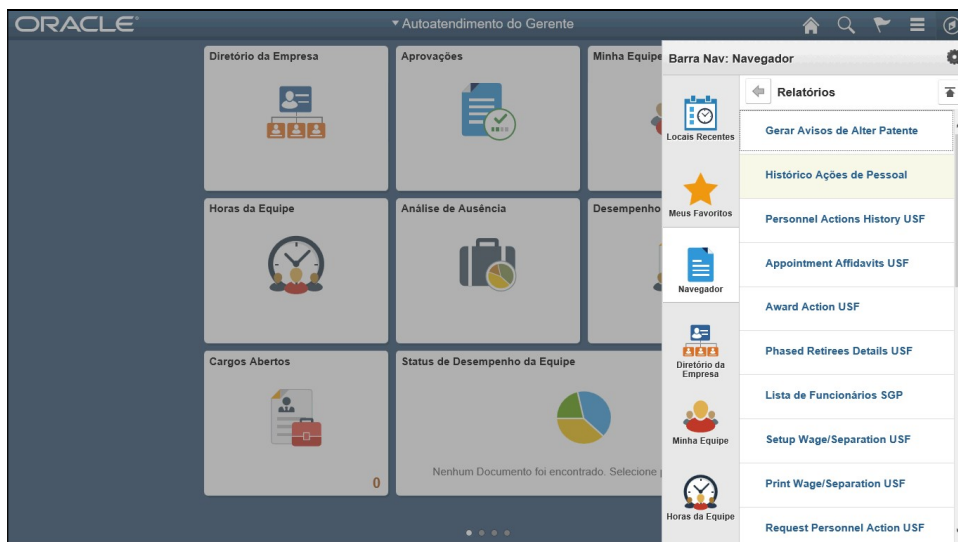 ORACLE
Autoatendimento do Gerente
Diretório da Empresa
Aprovações
Minha Equipe
Horas da Equipe
Análise de Ausência
Desempenho
Cargos Abertos
0
Status de Desempenho da Equipe
Nenhum Documento foi encontrado. Selecione
Barra Nav: Navegador
Locais Recentes
Meus Favoritos
Navegador
Diretório da
Empresa
Minha Equipe
Horas da Equipe
Relatórios
Gerar Avisos de Alter Patente
Histórico Ações de Pessoal
Personnel Actions History USF
Appointment Affidavits USF
Award Action USF
Phased Retirees Details USF
Lista de Funcionários SGP
Setup Wage/Separation USF
Print Wage/Separation USF
Request Personnel Action USF